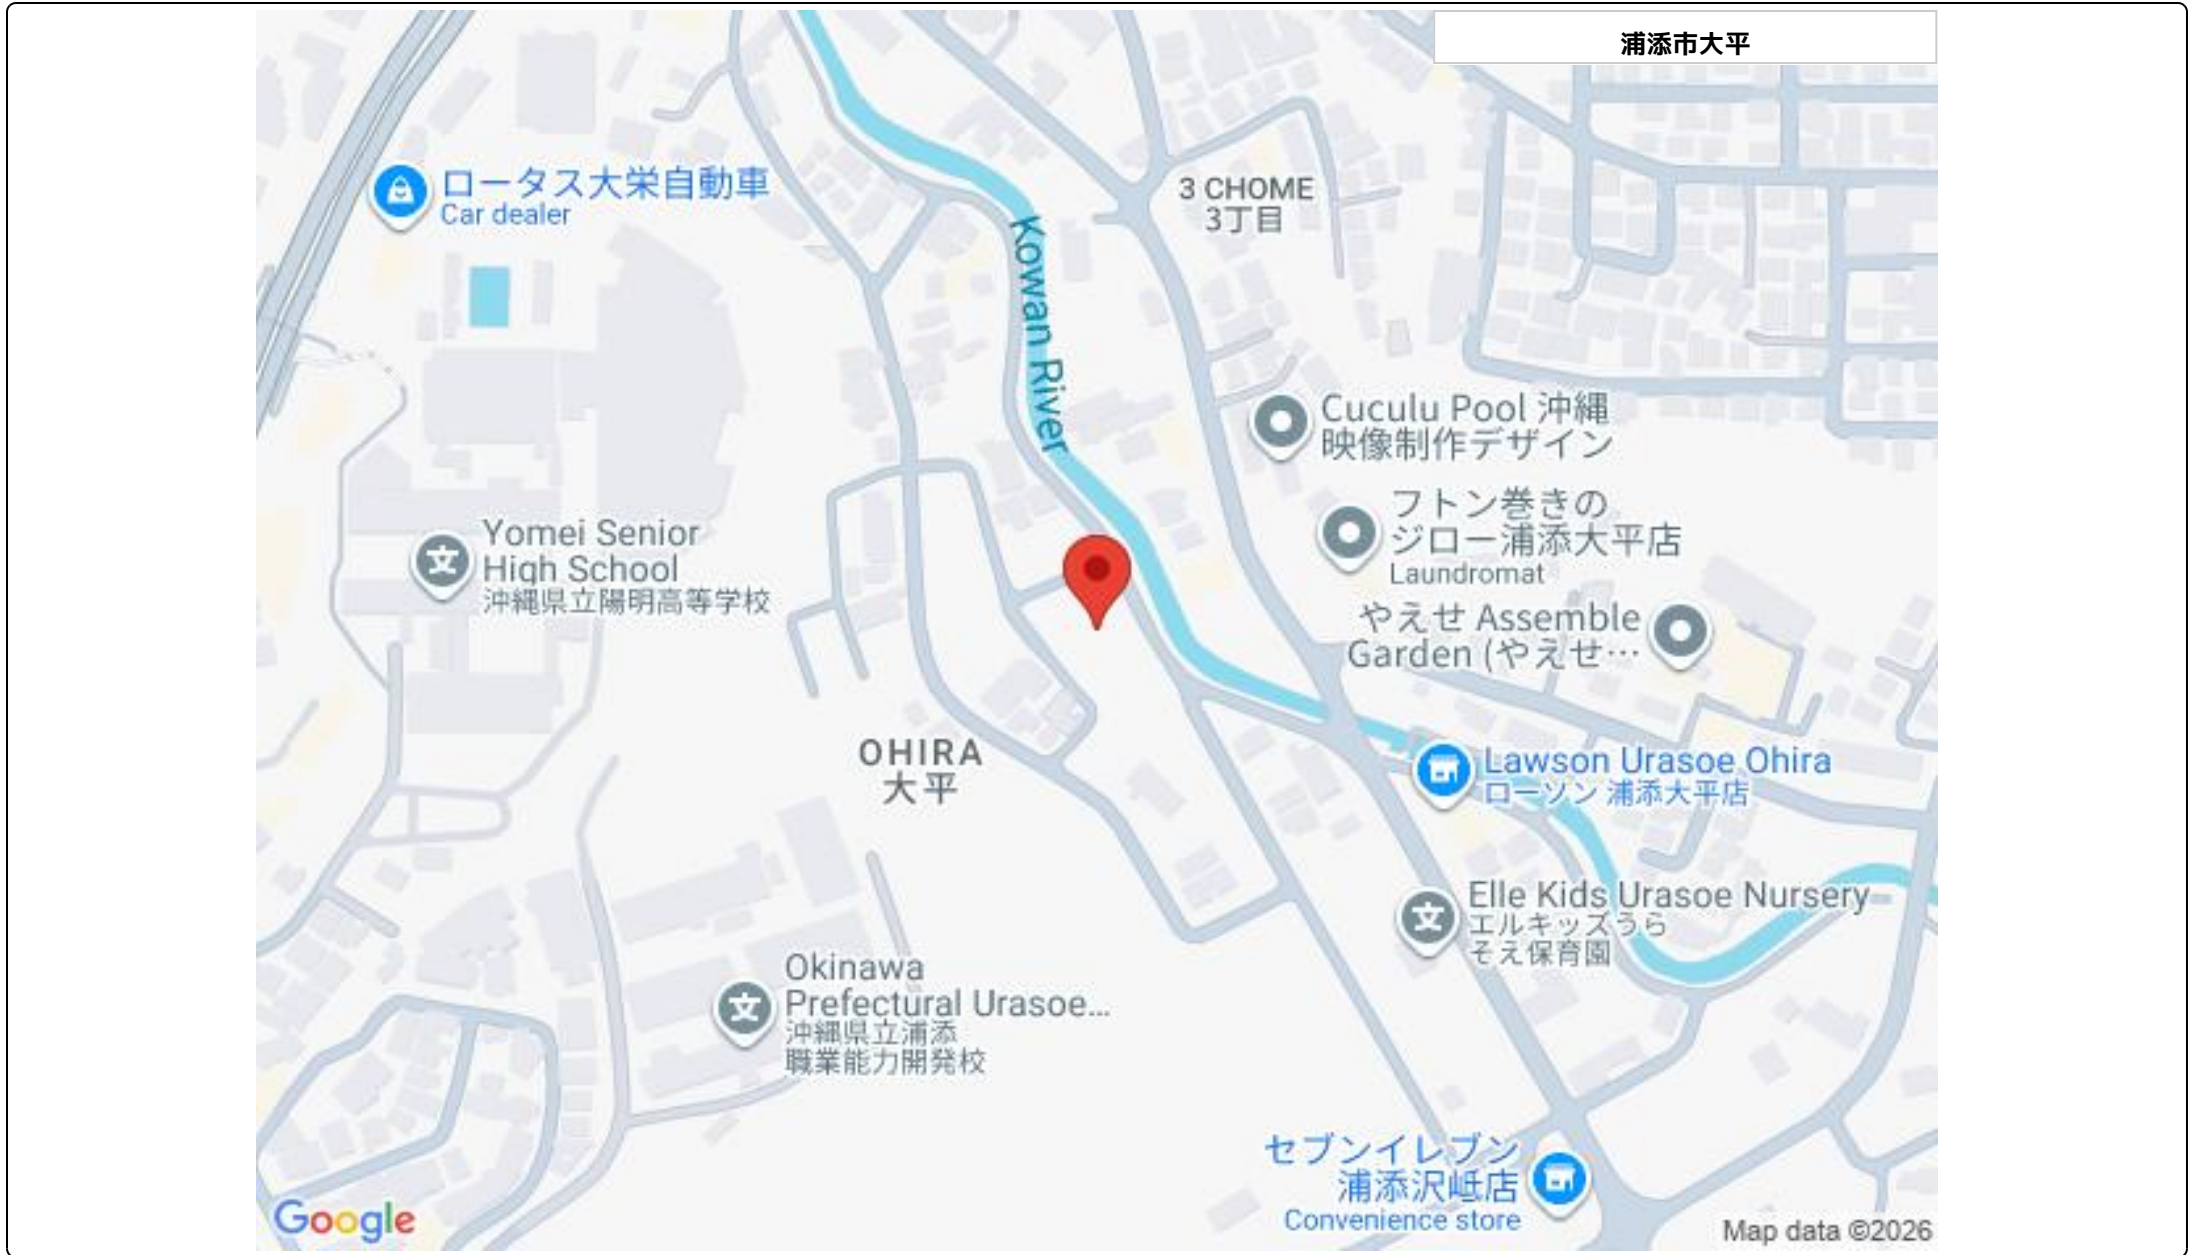 浦添市大平
ロータス大栄自動車
Car dealer
3 CHOME
3丁目
Kowan River
Cuculu Pool 沖縄
映像制作デザイン
フトン巻きの
ジロー浦添大平店
Laundromat
Yomei Senior
High School
沖縄県立陽明高等学校
やえせ Assemble
Garden (やえせ…
OHIRA
大平
Lawson Urasoe Ohira
ローソン 浦添大平店
Elle Kids Urasoe Nursery
エルキッズうら
そえ保育園
Okinawa
Prefectural Urasoe...
沖縄県立浦添
職業能力開発校
セブンイレブン
浦添沢岻店
Convenience store
Google
Map data ©2026